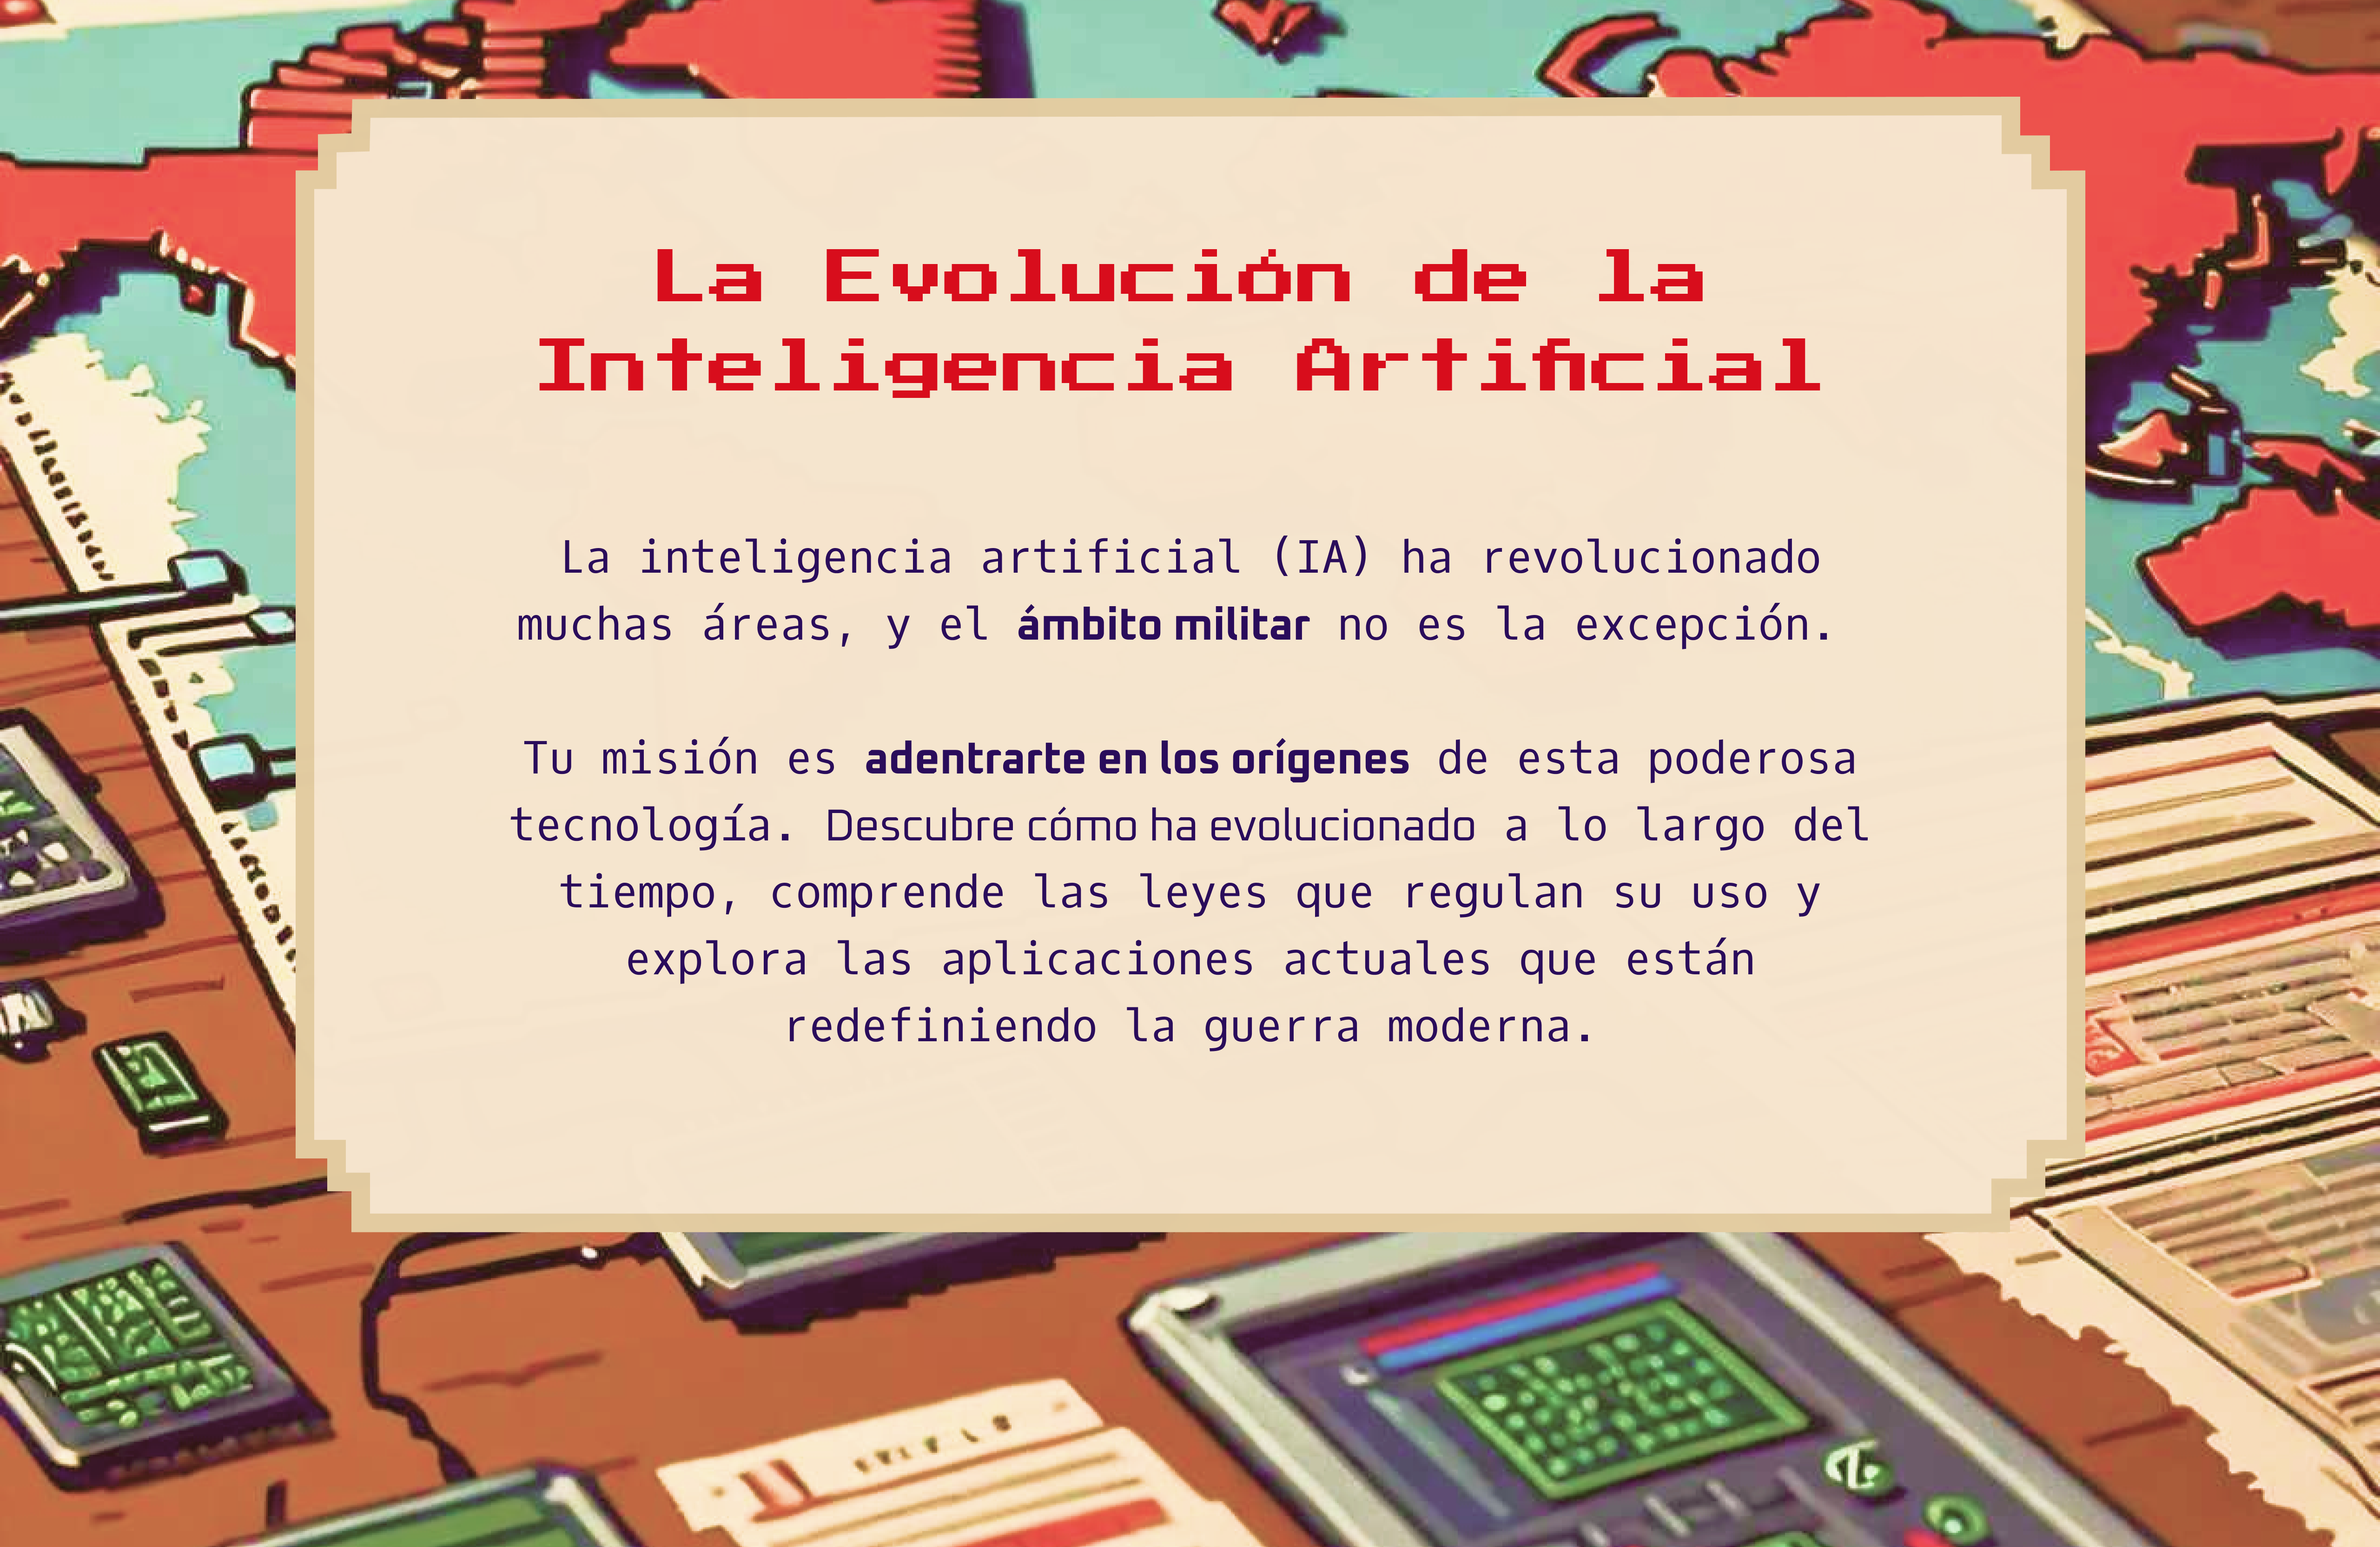 La Evolución de la
Inteligencia Artificial
La inteligencia artificial (IA) ha revolucionado
muchas áreas, y el ámbito militar no es la excepción.
Tu misión es adentrarte en los orígenes de esta poderosa
tecnología. Descubre cómo ha evolucionado a lo largo del
tiempo, comprende las leyes que regulan su uso y
explora las aplicaciones actuales que están
redefiniendo la guerra moderna.